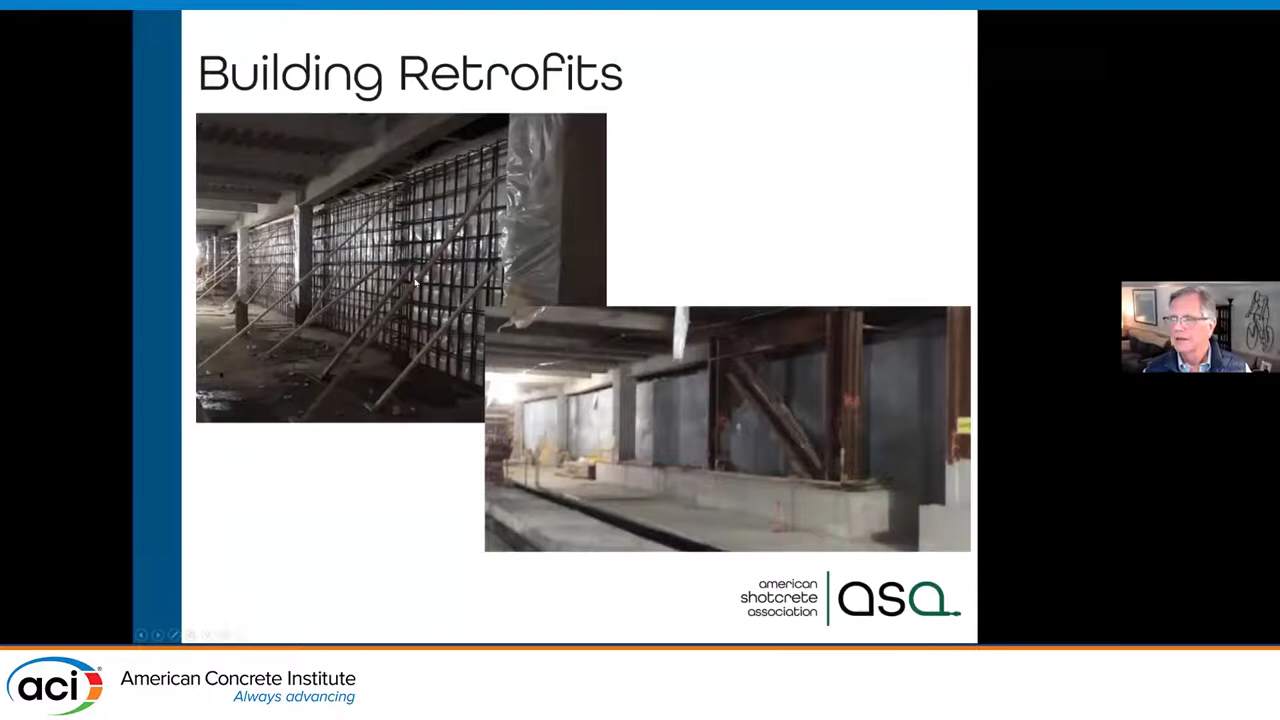 Building Retrofits
american
shotcrete
association
asa
aci
American Concrete Institute
Always advancing